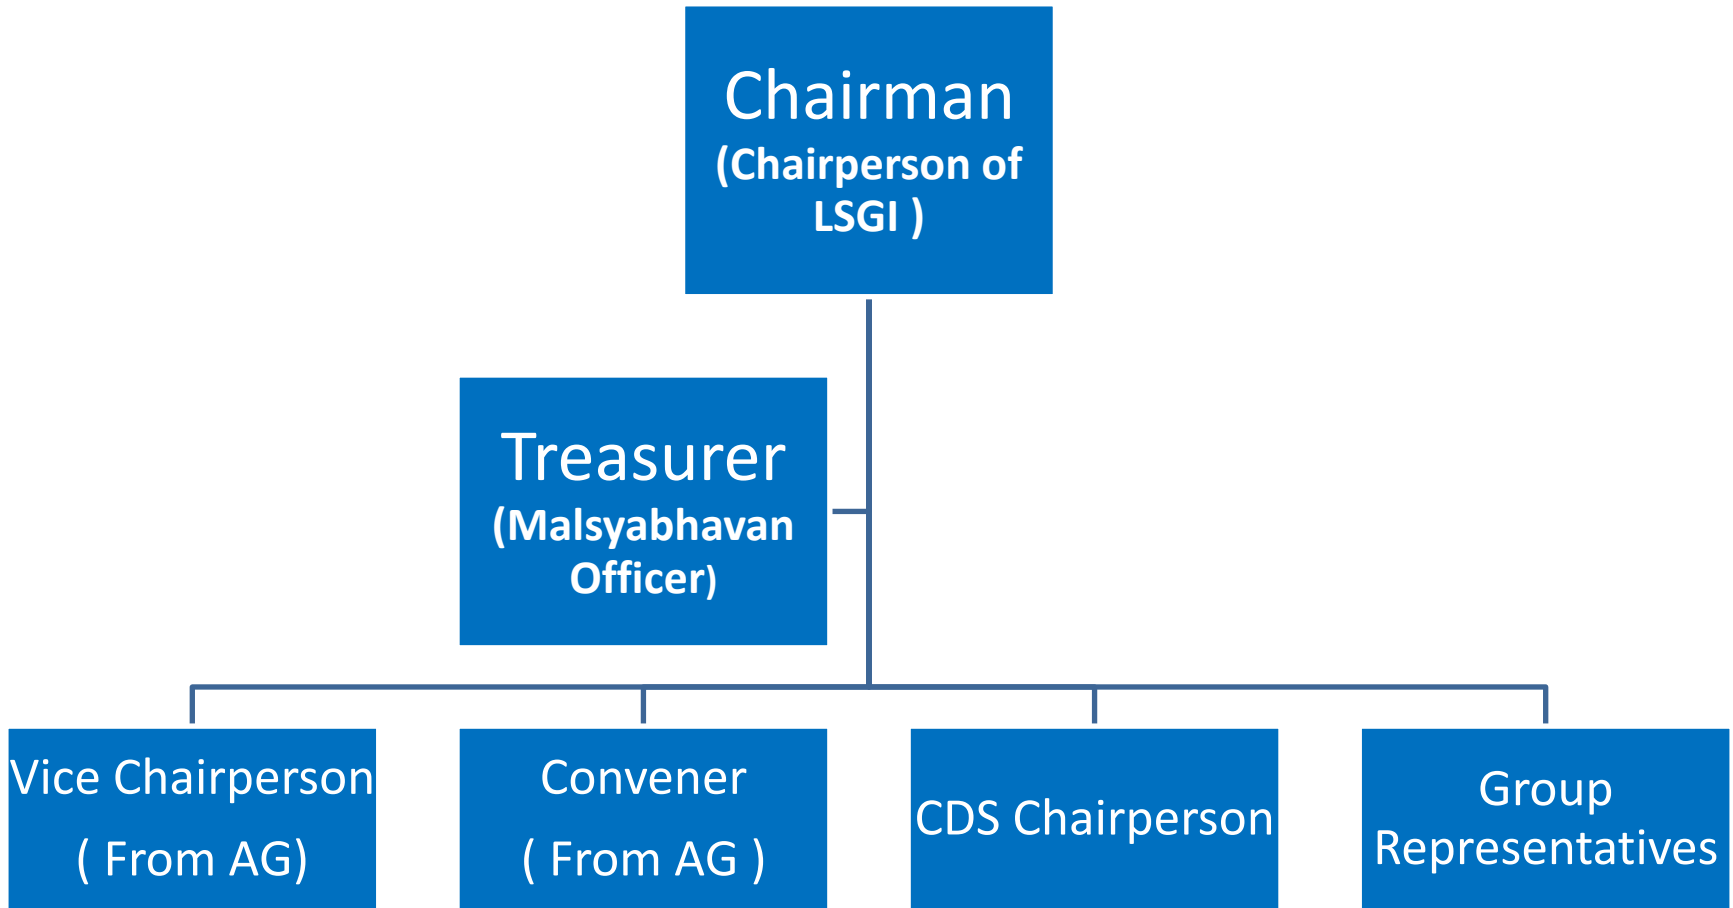 Chairman
(Chairperson of
LSGI )
Treasurer
(Malsyabhavan
Officer)
Vice Chairperson
( From AG)
Convener
( From AG )
CDS Chairperson
Group
Representatives